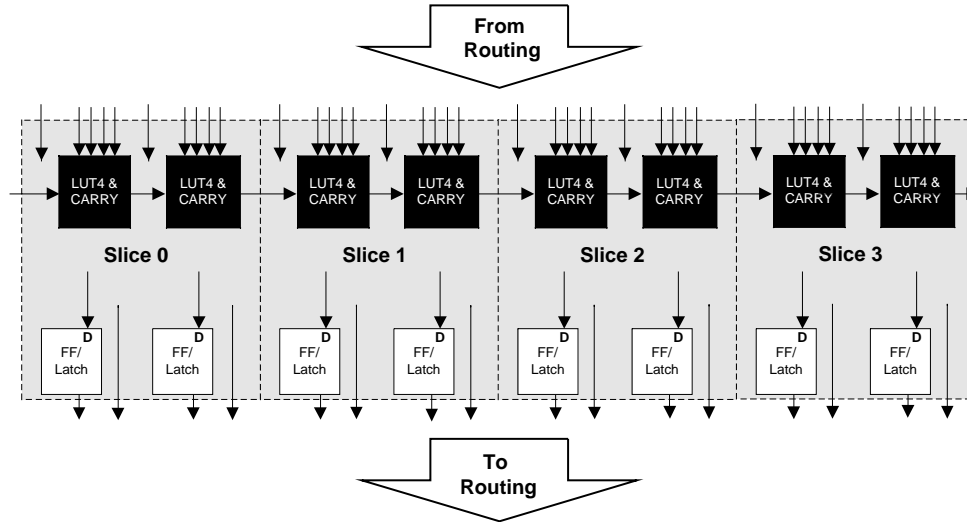 From
Routing
LUT4 &
CARRY
LUT4 &
CARRY
LUT4 &
CARRY
LUT4 &
CARRY
LUT4 &
CARRY
LUT4 &
CARRY
LUT4 &
CARRY
LUT4 &
CARRY
Slice 0
Slice 1
Slice 2
Slice 3
D
FF/
Latch
D
FF/
Latch
D
FF/
Latch
D
FF/
Latch
D
FF/
Latch
D
FF/
Latch
D
FF/
Latch
D
FF/
Latch
To
Routing